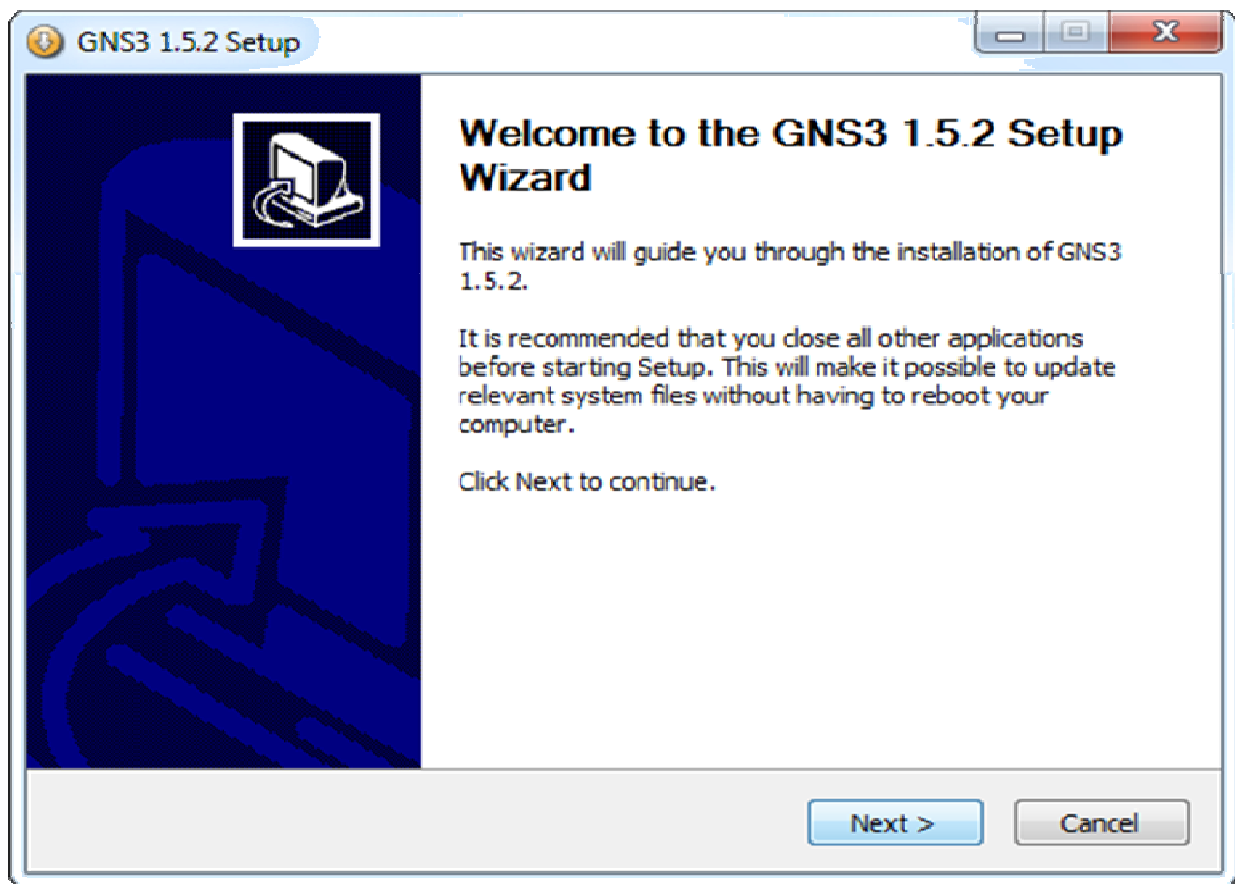 GNS3 1.5.2 Setup
Welcome to the GNS3 1.5.2 Setup
Wizard
This wizard will guide you through the installation of GNS3
1.5.2.
It is recommended that you close all other applications
before starting Setup. This will make it possible to update
relevant system files without having to reboot your
computer.
Click Next to continue.
Next >
Cancel